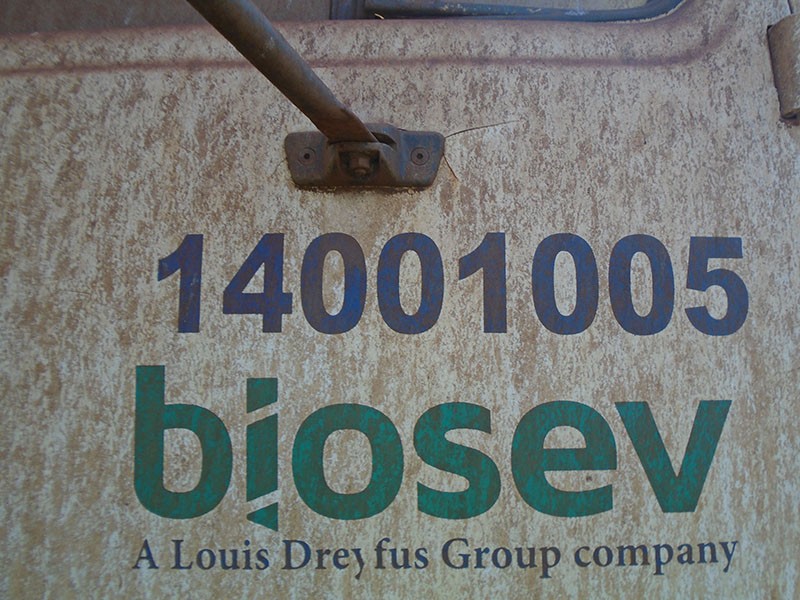 14001005
biosev
A Louis Dreyfus Group company